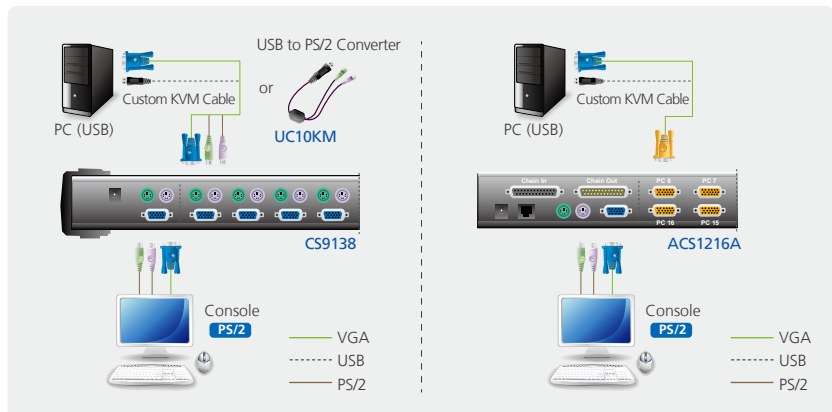 USB to PS/2 Converter
or
Custom KVM Cable
PC (USB)
UC10KM
CS9138
Console
PS/2
VGA
USB
PS/2
Custom KVM Cable
PC (USB)
Chain In
Chain Out
PC 8
PC 7
PC 16
PC 15
ACS1216A
Console
PS/2
VGA
USB
PS/2